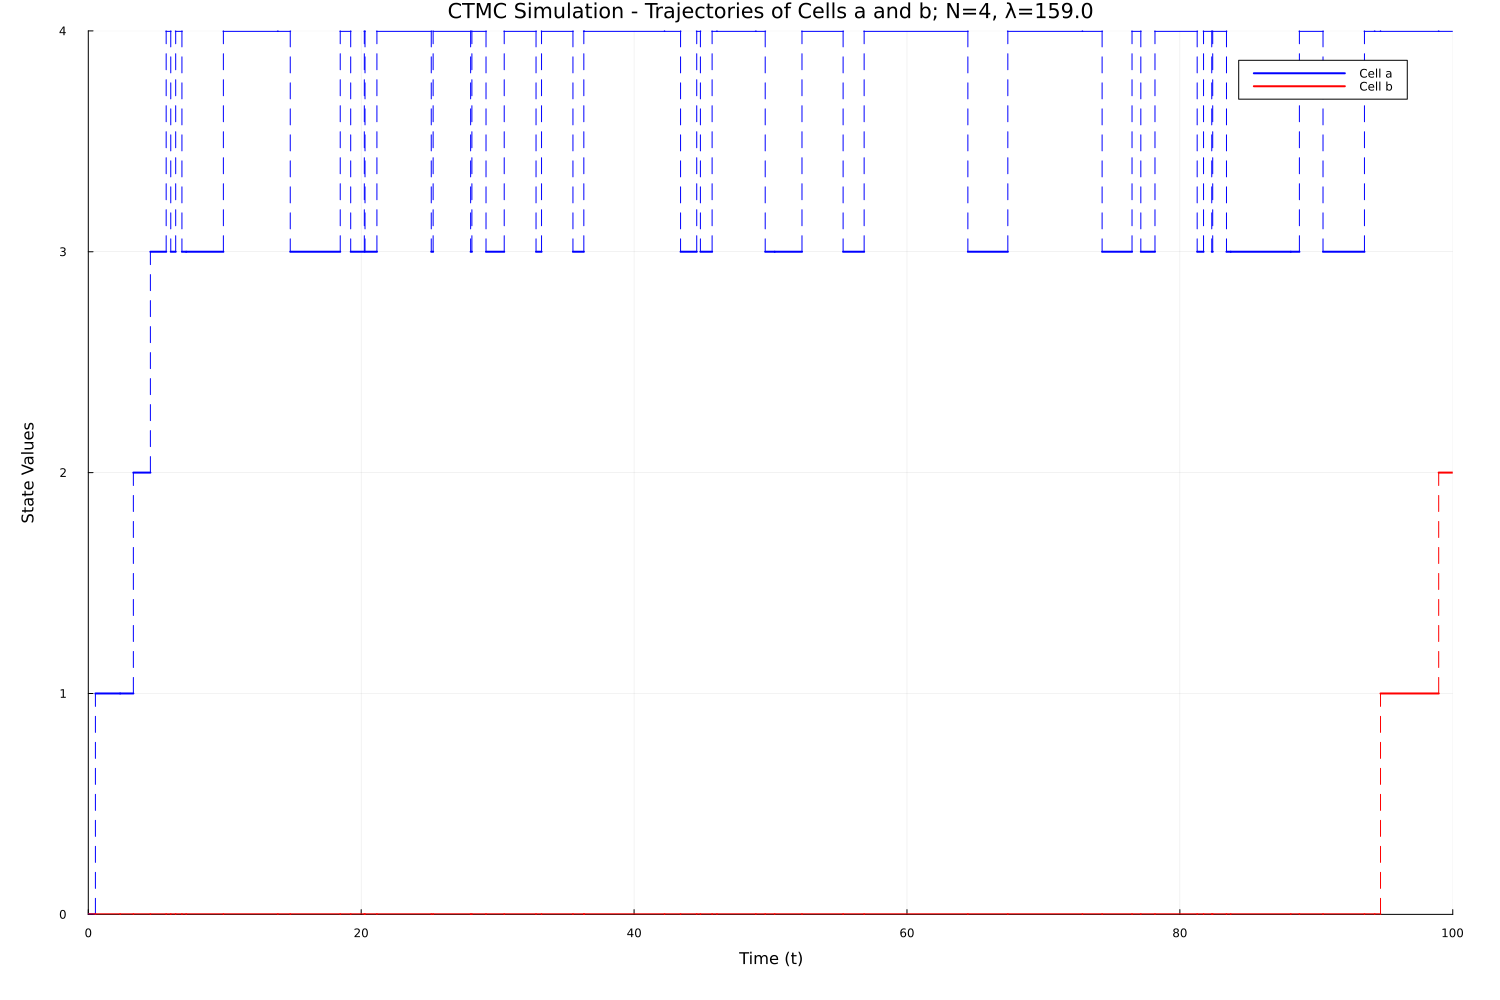 CTMC Simulation - Trajectories of Cells a and b; N=4, λ=159.0
4
Cell a
Cell b
3
State Values
2
1
0
0 20 40 60 80 100
Time (t)